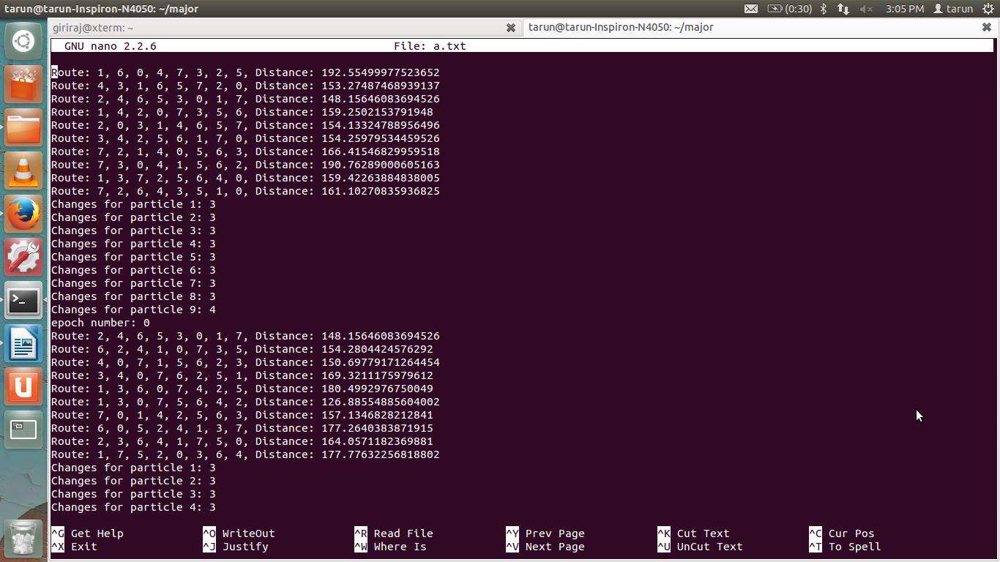 tarun@tarun-Inspiron-N4050: ~/major
(0:30)
3:05 PM
tarun
giriraj@xterm: ~
tarun@tarun-Inspiron-N4050: ~/major
GNU nano 2.2.6 File: a.txt
Route: 1, 6, 0, 4, 7, 3, 2, 5, Distance: 192.55499977523652
Route: 4, 3, 1, 6, 5, 7, 2, 0, Distance: 153.27487468939137
Route: 2, 4, 6, 5, 3, 0, 1, 7, Distance: 148.15646083694526
Route: 1, 4, 2, 0, 7, 3, 5, 6, Distance: 159.2502153791948
Route: 2, 0, 3, 1, 4, 6, 5, 7, Distance: 154.13324788956496
Route: 3, 4, 2, 5, 6, 1, 7, 0, Distance: 154.25979534459526
Route: 7, 2, 1, 4, 0, 5, 6, 3, Distance: 166.41546829959518
Route: 7, 3, 0, 4, 1, 5, 6, 2, Distance: 190.76289000605163
Route: 1, 3, 7, 2, 5, 6, 4, 0, Distance: 159.42263884838005
Route: 7, 2, 6, 4, 3, 5, 1, 0, Distance: 161.10270835936825
Changes for particle 1: 3
Changes for particle 2: 3
Changes for particle 3: 3
Changes for particle 4: 3
Changes for particle 5: 3
Changes for particle 6: 3
Changes for particle 7: 3
Changes for particle 8: 3
Changes for particle 9: 4
epoch number: 0
Route: 2, 4, 6, 5, 3, 0, 1, 7, Distance: 148.15646083694526
Route: 6, 2, 4, 1, 0, 7, 3, 5, Distance: 154.2804424576292
Route: 4, 0, 7, 1, 5, 6, 2, 3, Distance: 150.69779171264454
Route: 3, 4, 0, 7, 6, 2, 5, 1, Distance: 169.3211175979612
Route: 1, 3, 6, 0, 7, 4, 2, 5, Distance: 180.4992976750049
Route: 1, 3, 0, 7, 5, 6, 4, 2, Distance: 126.88554885604002
Route: 7, 0, 1, 4, 2, 5, 6, 3, Distance: 157.1346828212841
Route: 6, 0, 5, 2, 4, 1, 3, 7, Distance: 177.2640383871915
Route: 2, 3, 6, 4, 1, 7, 5, 0, Distance: 164.0571182369881
Route: 1, 7, 5, 2, 0, 3, 6, 4, Distance: 177.77632256818802
Changes for particle 1: 3
Changes for particle 2: 3
Changes for particle 3: 3
Changes for particle 4: 3
^G Get Help ^O WriteOut ^R Read File ^Y Prev Page ^K Cut Text ^C Cur Pos
^X Exit ^J Justify ^W Where Is ^V Next Page ^U UnCut Text ^T To Spell